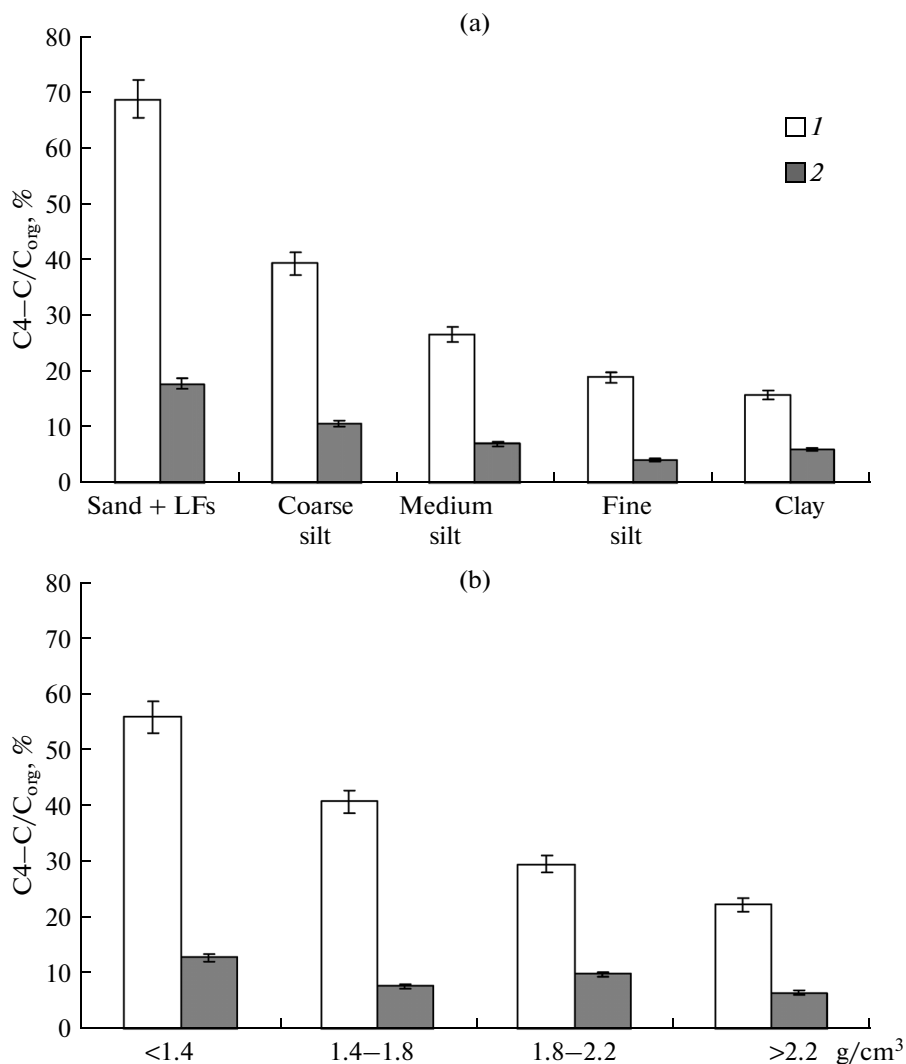 (a)
80
70
60
50
40
30
20
10
0
C4–C/Corg, %
1
2
Sand + LFs
Coarse
silt
Medium
silt
Fine
silt
Clay
(b)
80
70
60
50
40
30
20
10
0
C4–C/Corg, %
<1.4
1.4–1.8
1.8–2.2
>2.2
g/cm³